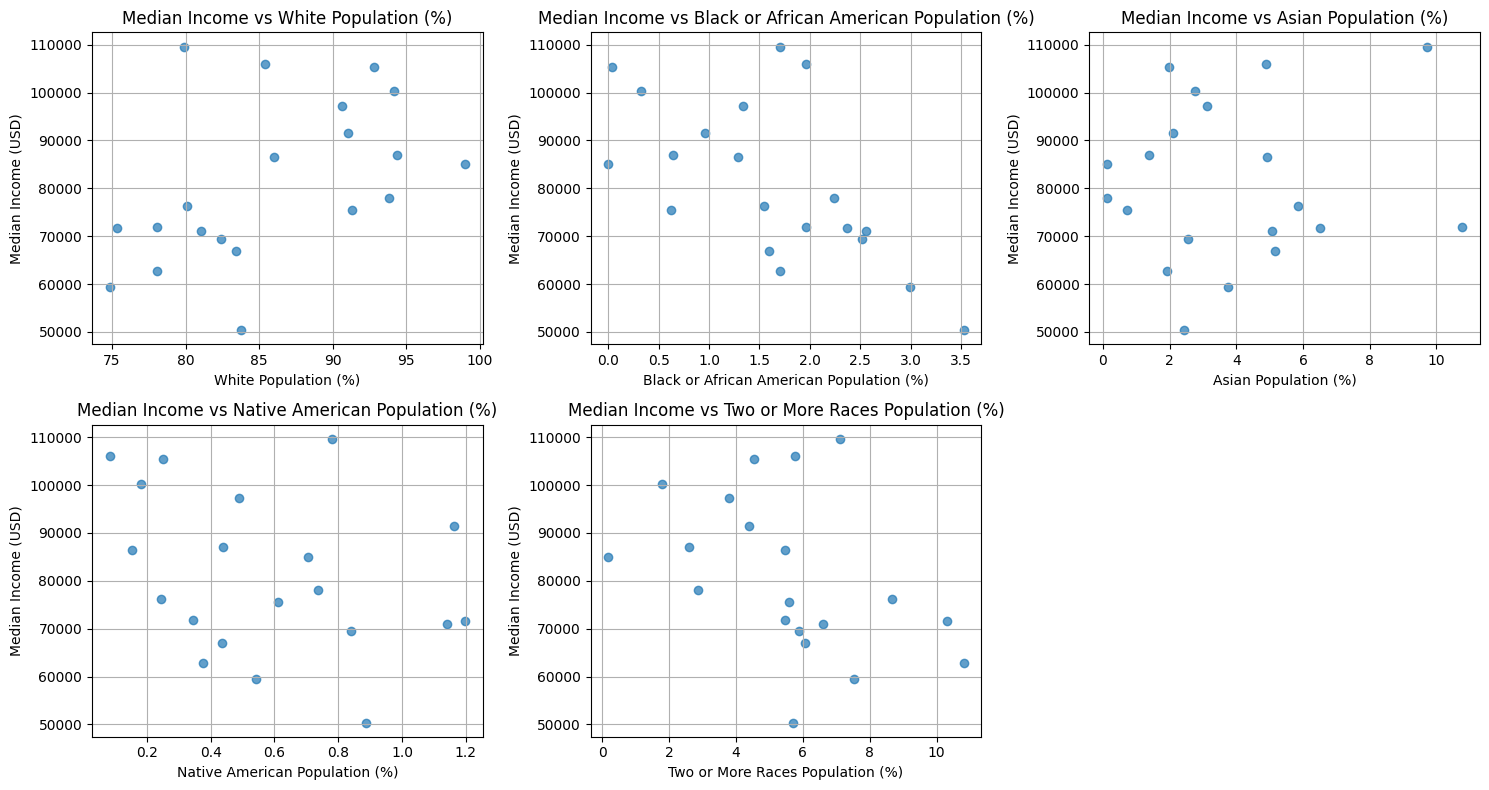 Median Income vs White Population (%)
Median Income (USD)
110000
100000
90000
80000
70000
60000
50000
75 80 85 90 95 100
White Population (%)
Median Income vs Black or African American Population (%)
Median Income (USD)
110000
100000
90000
80000
70000
60000
50000
0.0 0.5 1.0 1.5 2.0 2.5 3.0 3.5
Black or African American Population (%)
Median Income vs Asian Population (%)
Median Income (USD)
110000
100000
90000
80000
70000
60000
50000
0 2 4 6 8 10
Asian Population (%)
Median Income vs Native American Population (%)
Median Income (USD)
110000
100000
90000
80000
70000
60000
50000
0.2 0.4 0.6 0.8 1.0 1.2
Native American Population (%)
Median Income vs Two or More Races Population (%)
Median Income (USD)
110000
100000
90000
80000
70000
60000
50000
0 2 4 6 8 10
Two or More Races Population (%)